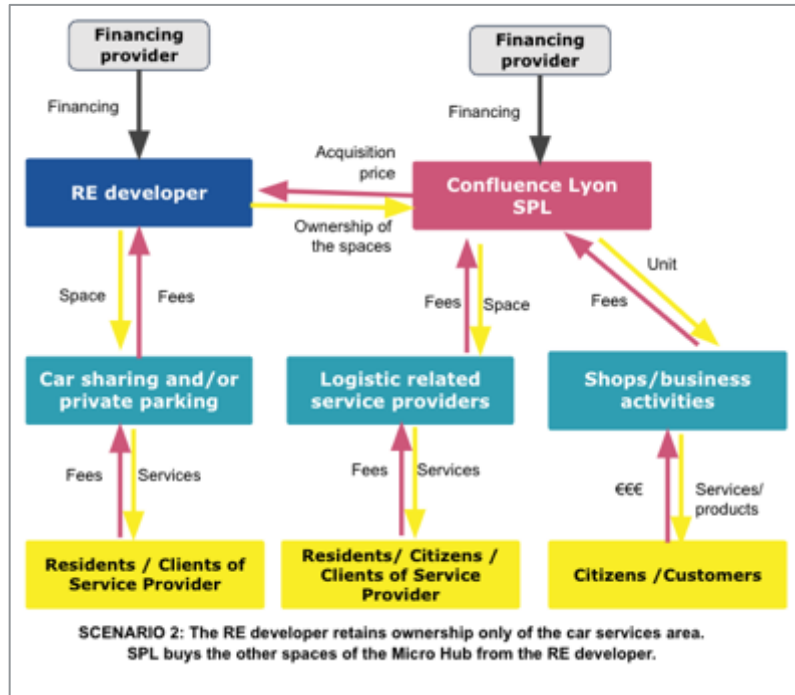 Financing
provider
Financing
provider
Financing
Financing
RE developer
Acquisition
price
Confluence Lyon
SPL
Ownership of
the spaces
Space
Fees
Fees
Space
Fees
Unit
Car sharing and/or
private parking
Logistic related
service providers
Shops/business
activities
Fees
Services
Fees
Services
€€€
Services/
products
Residents / Clients of
Service Provider
Residents/ Citizens /
Clients of Service
Provider
Citizens /Customers
SCENARIO 2: The RE developer retains ownership only of the car services area.
SPL buys the other spaces of the Micro Hub from the RE developer.